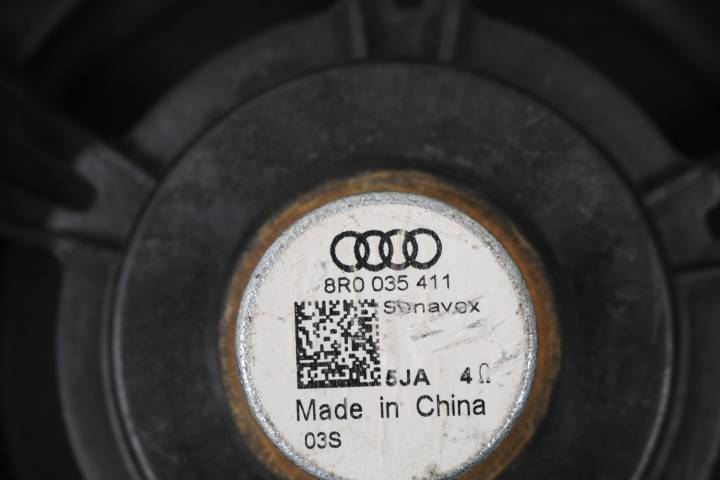 8R0 035 411
Sonavox
5JA 4Ω
Made in China
03S